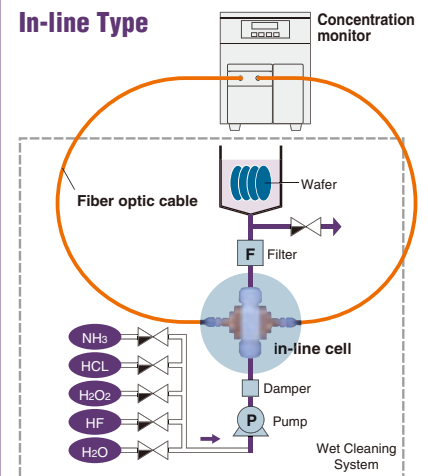 In-line Type
Concentration
monitor
Fiber optic cable
Wafer
F
Filter
in-line cell
NH3
HCL
H2O2
HF
H2O
Damper
P
Pump
Wet Cleaning
System